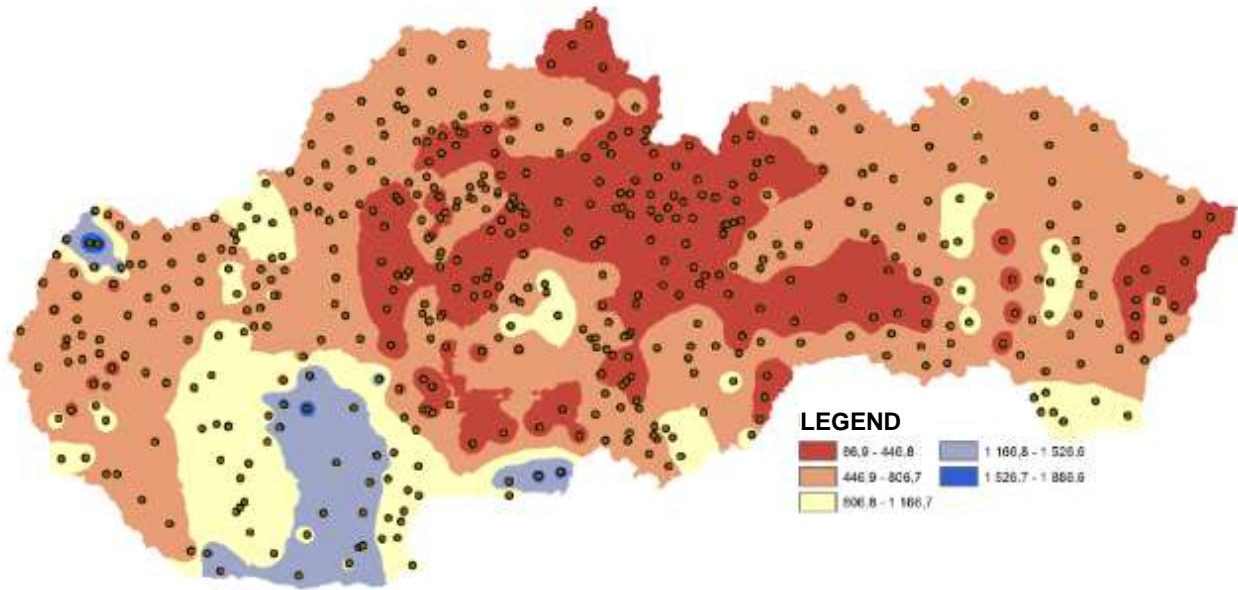 LEGEND
86,9 - 446,8
446,9 - 806,7
806,8 - 1 166,7
1 166,8 - 1 526,6
1 526,7 - 1 886,6